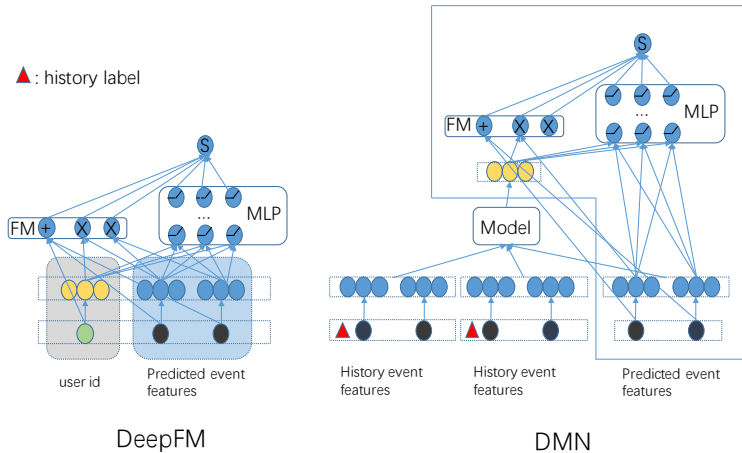 : history label
S
FM + X X
...
MLP
user id
Predicted event
features
DeepFM
S
FM + X X
...
MLP
Model
History event
features
History event
features
Predicted event
features
DMN